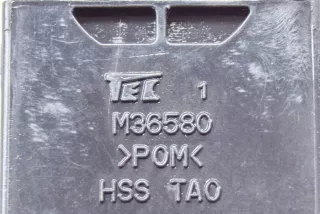 TEC 1
M36580
>POM<
HSS TAO